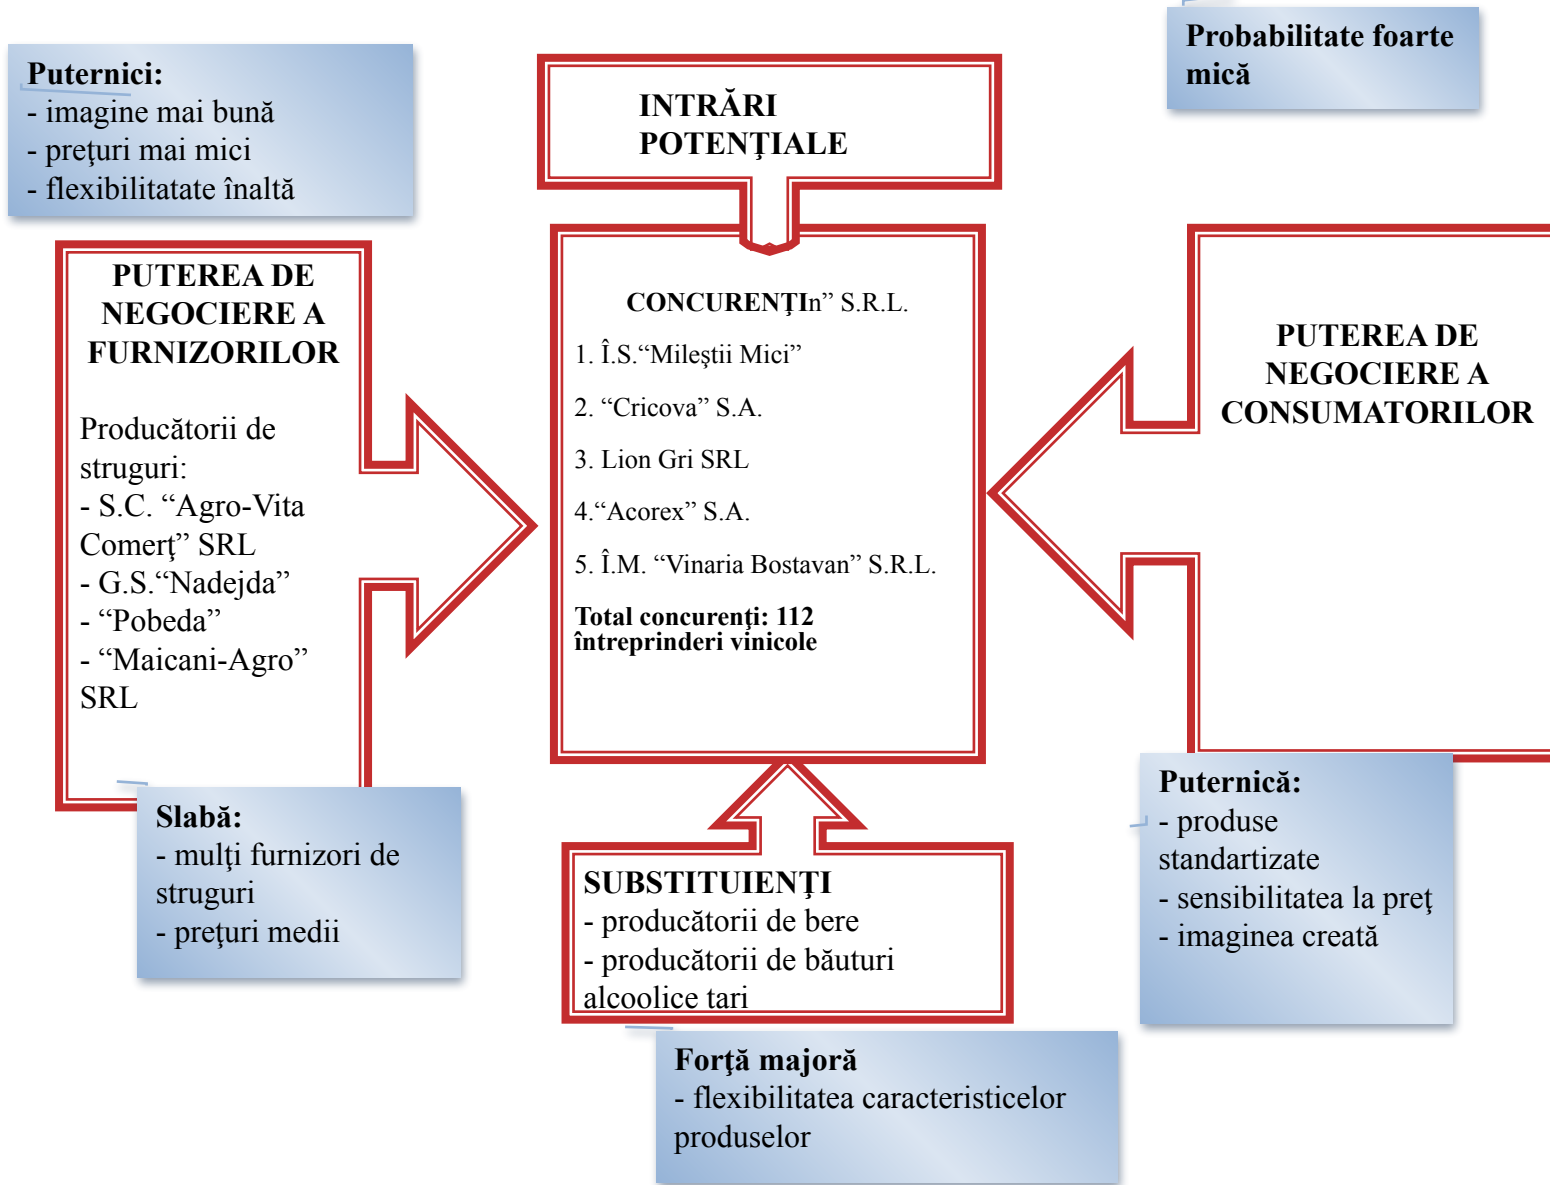 Probabilitate foarte
mică
Puternici:
- imagine mai bună
- preţuri mai mici
- flexibilitatate înaltă
INTRĂRI
POTENŢIALE
PUTEREA DE
NEGOCIERE A
FURNIZORILOR
Producătorii de
struguri:
- S.C. “Agro-Vita
Comerţ” SRL
- G.S.“Nadejda”
- “Pobeda”
- “Maicani-Agro”
SRL
CONCURENŢIn” S.R.L.
1. Î.S.“Mileştii Mici”
2. “Cricova” S.A.
3. Lion Gri SRL
4.“Acorex” S.A.
5. Î.M. “Vinaria Bostavan” S.R.L.
Total concurenţi: 112
întreprinderi vinicole
PUTEREA DE
NEGOCIERE A
CONSUMATORILOR
Slabă:
- mulţi furnizori de
struguri
- preţuri medii
SUBSTITUIENŢI
- producătorii de bere
- producătorii de băuturi
alcoolice tari
Puternică:
- produse
standartizate
- sensibilitatea la preţ
- imaginea creată
Forţă majoră
- flexibilitatea caracteristicelor
produselor